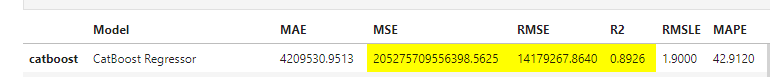 Model MAE MSE RMSE R2 RMSLE MAPE
catboost CatBoost Regressor 4209530.9513 205275709556398.5625 14179267.8640 0.8926 1.9000 42.9120